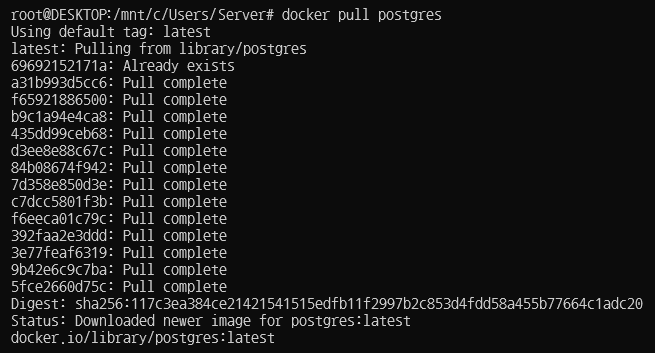 root@DESKTOP:/mnt/c/Users/Server# docker pull postgres
Using default tag: latest
latest: Pulling from library/postgres
69692152171a: Already exists
a31b993d5cc6: Pull complete
f65921886500: Pull complete
b9c1a94e4ca8: Pull complete
435dd99ceb68: Pull complete
d3ee8e88c67c: Pull complete
84b08674f942: Pull complete
7d358e850d3e: Pull complete
c7dcc5801f3b: Pull complete
f6eeca01c79c: Pull complete
392faa2e3ddd: Pull complete
3e77feaf6319: Pull complete
9b42e6c9c7ba: Pull complete
5fce2660d75c: Pull complete
Digest: sha256:117c3ea384ce21421541515edfb11f2997b2c853d4fdd58a455b77664c1adc20
Status: Downloaded newer image for postgres:latest
docker.io/library/postgres:latest